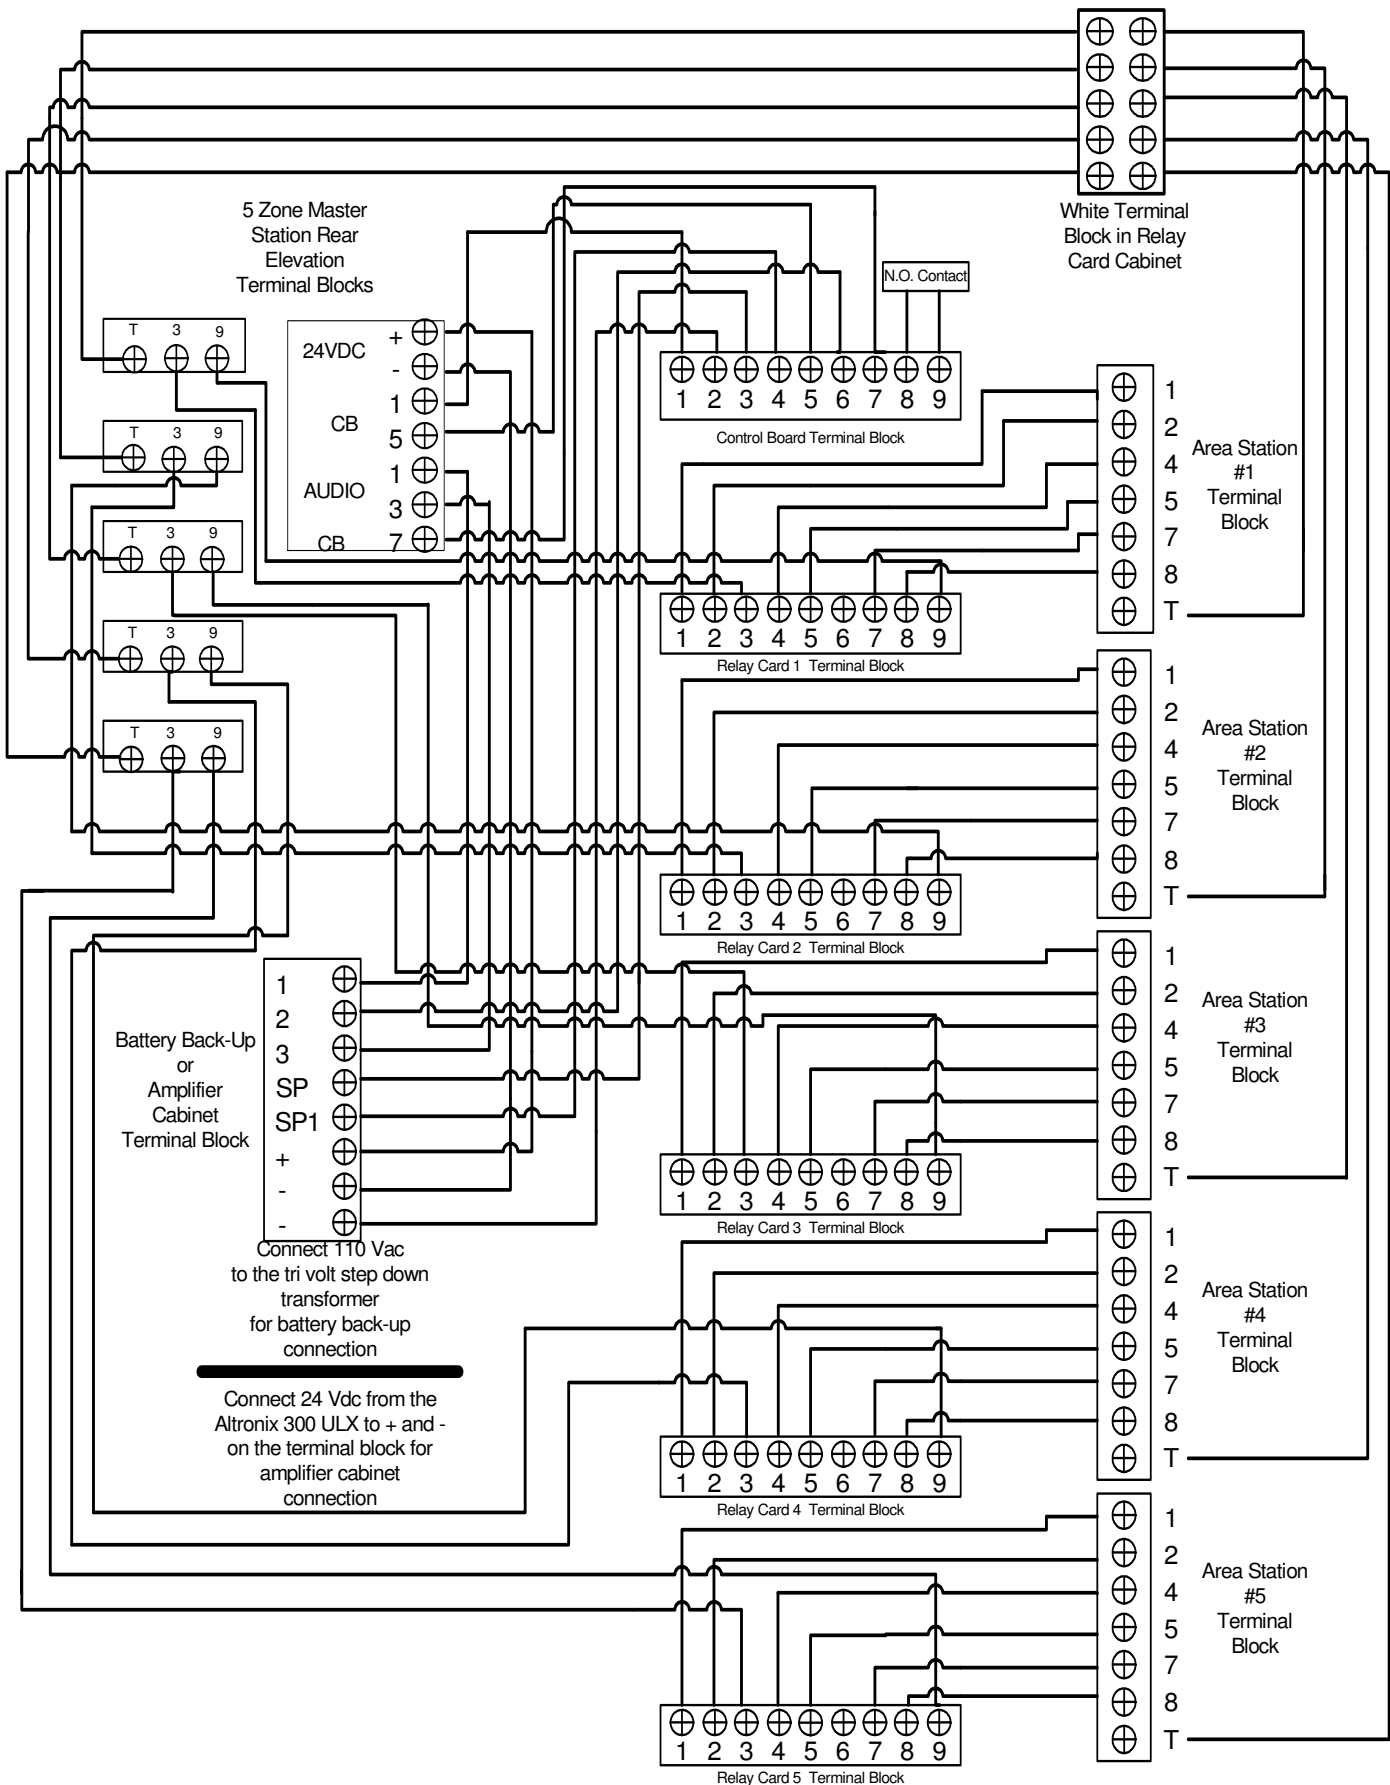 5 Zone Master
Station Rear
Elevation
Terminal Blocks
White Terminal
Block in Relay
Card Cabinet
N.O. Contact
T 3 9
T 3 9
T 3 9
T 3 9
T 3 9
24VDC
+
-
CB
1
5
AUDIO
1
3
CB
7
1 2 3 4 5 6 7 8 9
Control Board Terminal Block
1
2
4
5
7
8
T
Area Station
#1
Terminal
Block
1 2 3 4 5 6 7 8 9
Relay Card 1 Terminal Block
1
2
4
5
7
8
T
Area Station
#2
Terminal
Block
1 2 3 4 5 6 7 8 9
Relay Card 2 Terminal Block
1
2
4
5
7
8
T
Area Station
#3
Terminal
Block
Battery Back-Up
or
Amplifier
Cabinet
Terminal Block
1
2
3
SP
SP1
+
-
-
1 2 3 4 5 6 7 8 9
Relay Card 3 Terminal Block
Connect 110 Vac
to the tri volt step down
transformer
for battery back-up
connection
Connect 24 Vdc from the
Altronix 300 ULX to + and -
on the terminal block for
amplifier cabinet
connection
1
2
4
5
7
8
T
Area Station
#4
Terminal
Block
1 2 3 4 5 6 7 8 9
Relay Card 4 Terminal Block
1
2
4
5
7
8
T
Area Station
#5
Terminal
Block
1 2 3 4 5 6 7 8 9
Relay Card 5 Terminal Block